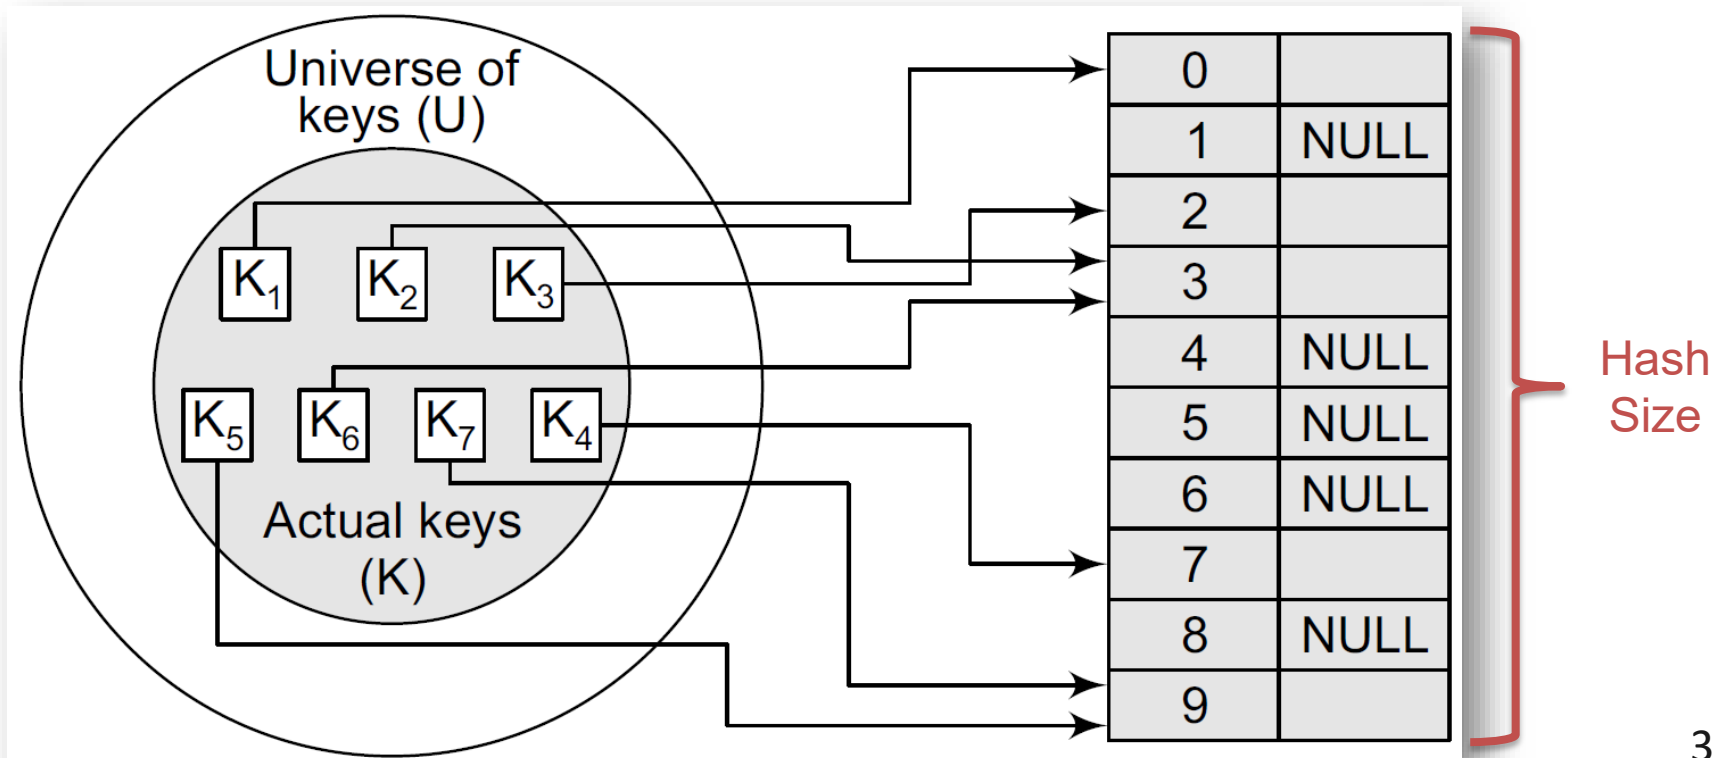 Universe of
keys (U)
K1 K2 K3
K5 K6 K7 K4
Actual keys
(K)
0
1 NULL
2
3
4 NULL
5 NULL
6 NULL
7
8 NULL
9
Hash
Size
3